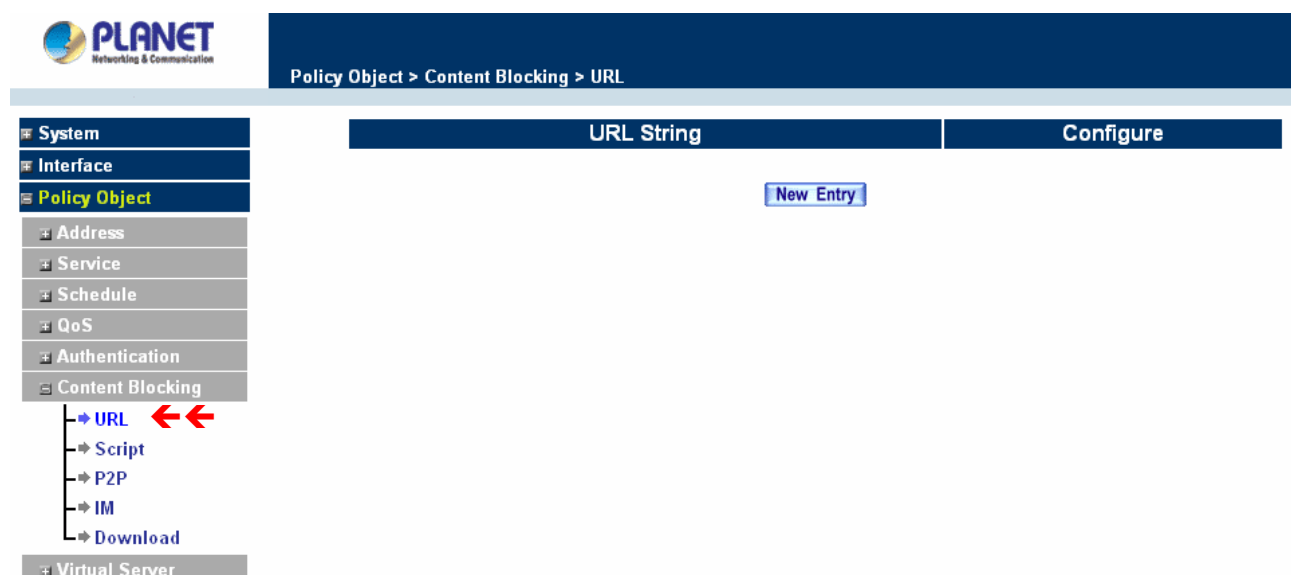 PLANET
Networking & Communication
Policy Object > Content Blocking > URL
System
Interface
Policy Object
Address
Service
Schedule
QoS
Authentication
Content Blocking
URL
Script
P2P
IM
Download
Virtual Server
URL String Configure
New Entry